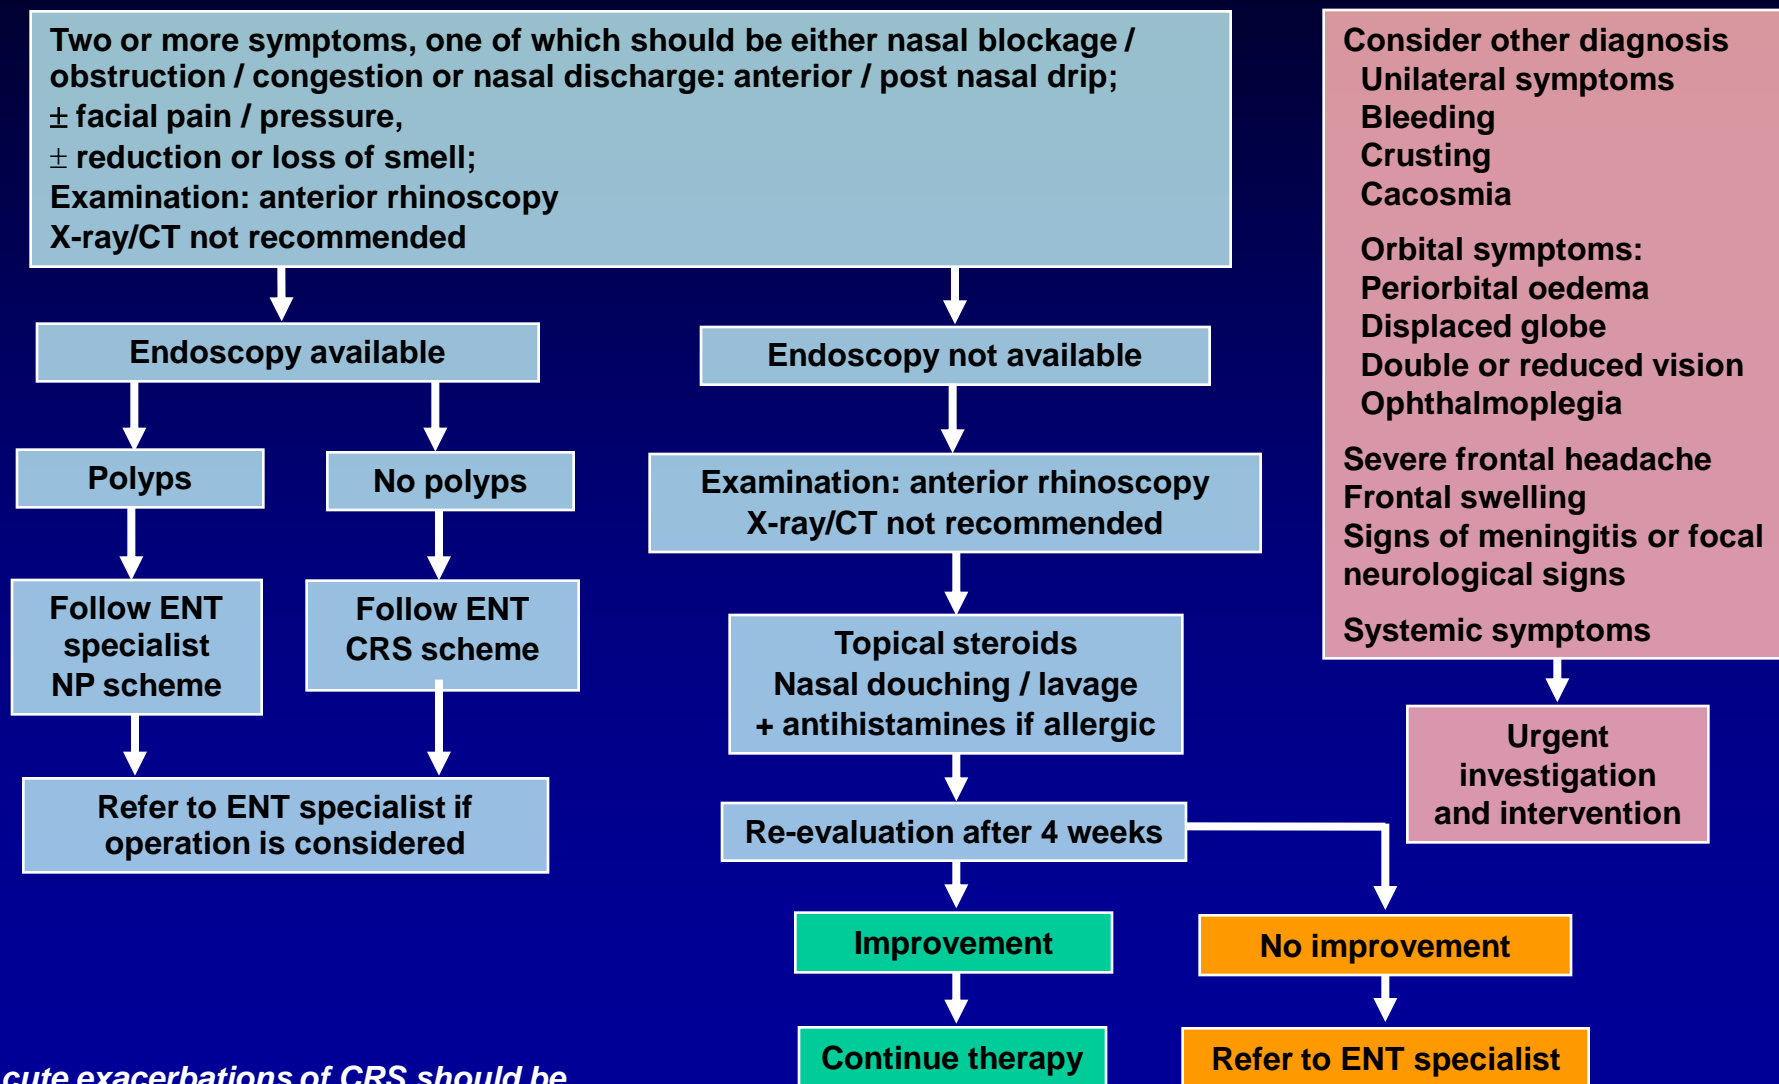 Two or more symptoms, one of which should be either nasal blockage /
obstruction / congestion or nasal discharge: anterior / post nasal drip;
± facial pain / pressure,
± reduction or loss of smell;
Examination: anterior rhinoscopy
X-ray/CT not recommended
Endoscopy available
Endoscopy not available
Polyps
No polyps
Examination: anterior rhinoscopy
X-ray/CT not recommended
Follow ENT
specialist
NP scheme
Follow ENT
CRS scheme
Topical steroids
Nasal douching / lavage
+ antihistamines if allergic
Refer to ENT specialist if
operation is considered
Re-evaluation after 4 weeks
Improvement
No improvement
Continue therapy
Refer to ENT specialist
Consider other diagnosis
Unilateral symptoms
Bleeding
Crusting
Cacosmia
Orbital symptoms:
Periorbital oedema
Displaced globe
Double or reduced vision
Ophthalmoplegia
Severe frontal headache
Frontal swelling
Signs of meningitis or focal
neurological signs
Systemic symptoms
Urgent
investigation
and intervention
cute exacerbations of CRS should be